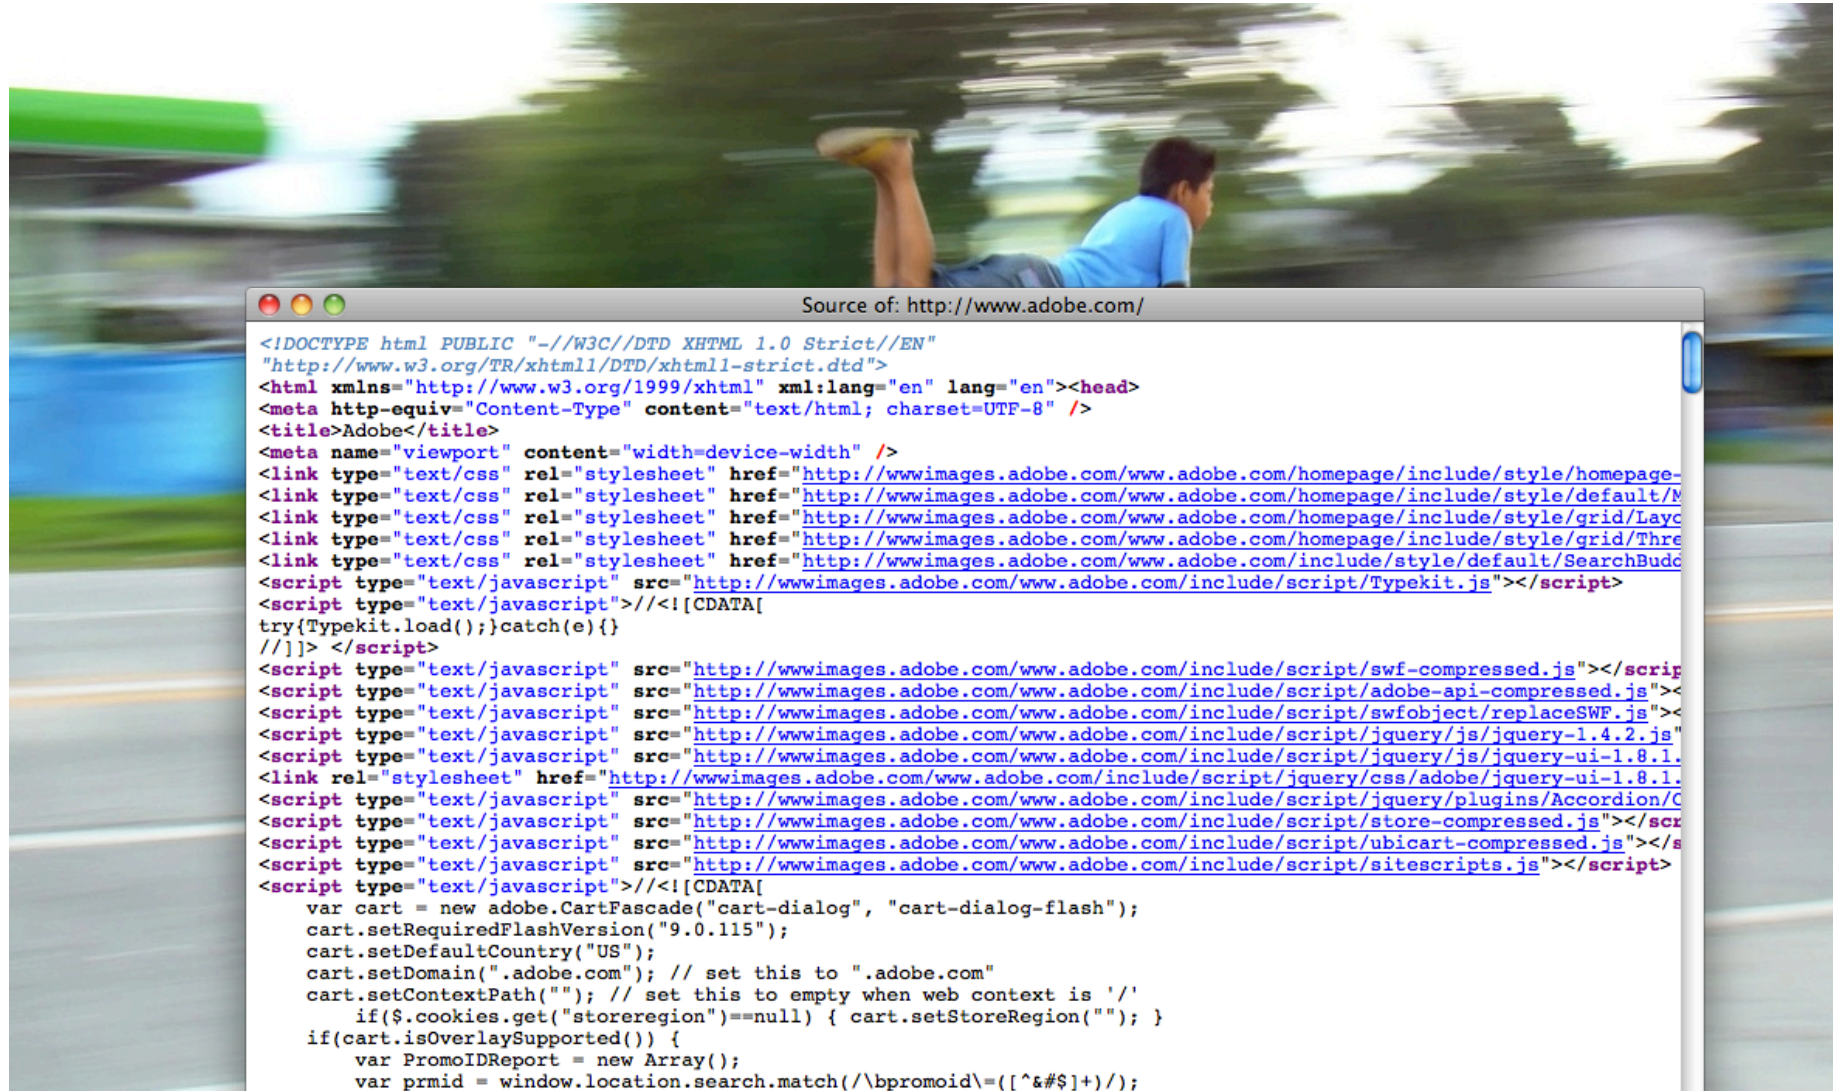 Source of: http://www.adobe.com/
<!DOCTYPE html PUBLIC "-//W3C//DTD XHTML 1.0 Strict//EN"
"http://www.w3.org/TR/xhtml1/DTD/xhtml1-strict.dtd">
<html xmlns="http://www.w3.org/1999/xhtml" xml:lang="en" lang="en"><head>
<meta http-equiv="Content-Type" content="text/html; charset=UTF-8" />
<title>Adobe</title>
<meta name="viewport" content="width=device-width" />
<link type="text/css" rel="stylesheet" href="http://wwwimages.adobe.com/www.adobe.com/homepage/include/style/homepage-
<link type="text/css" rel="stylesheet" href="http://wwwimages.adobe.com/www.adobe.com/homepage/include/style/default/M
<link type="text/css" rel="stylesheet" href="http://wwwimages.adobe.com/www.adobe.com/homepage/include/style/grid/Layc
<link type="text/css" rel="stylesheet" href="http://wwwimages.adobe.com/www.adobe.com/homepage/include/style/grid/Thre
<link type="text/css" rel="stylesheet" href="http://wwwimages.adobe.com/www.adobe.com/include/style/default/SearchBudd
<script type="text/javascript" src="http://wwwimages.adobe.com/www.adobe.com/include/script/Typekit.js"></script>
<script type="text/javascript">//<![CDATA[
try{Typekit.load();}catch(e){}
//]]> </script>
<script type="text/javascript" src="http://wwwimages.adobe.com/www.adobe.com/include/script/swf-compressed.js"></scrip
<script type="text/javascript" src="http://wwwimages.adobe.com/www.adobe.com/include/script/adobe-api-compressed.js"><
<script type="text/javascript" src="http://wwwimages.adobe.com/www.adobe.com/include/script/swfobject/replaceSWF.js"><
<script type="text/javascript" src="http://wwwimages.adobe.com/www.adobe.com/include/script/jquery/js/jquery-1.4.2.js"
<script type="text/javascript" src="http://wwwimages.adobe.com/www.adobe.com/include/script/jquery/js/jquery-ui-1.8.1.
<link rel="stylesheet" href="http://wwwimages.adobe.com/www.adobe.com/include/script/jquery/css/adobe/jquery-ui-1.8.1.
<script type="text/javascript" src="http://wwwimages.adobe.com/www.adobe.com/include/script/jquery/plugins/Accordion/C
<script type="text/javascript" src="http://wwwimages.adobe.com/www.adobe.com/include/script/store-compressed.js"></scr
<script type="text/javascript" src="http://wwwimages.adobe.com/www.adobe.com/include/script/ubicart-compressed.js"></s
<script type="text/javascript" src="http://wwwimages.adobe.com/www.adobe.com/include/script/sitescripts.js"></script>
<script type="text/javascript">//<![CDATA[
var cart = new adobe.CartFascade("cart-dialog", "cart-dialog-flash");
cart.setRequiredFlashVersion("9.0.115");
cart.setDefaultCountry("US");
cart.setDomain(".adobe.com"); // set this to ".adobe.com"
cart.setContextPath(""); // set this to empty when web context is '/'
if($.cookies.get("storeregion")==null) { cart.setStoreRegion(""); }
if(cart.isOverlaySupported()) {
var PromoIDReport = new Array();
var prmid = window.location.search.match(/\bpromoid\=([^&#$]+)/);